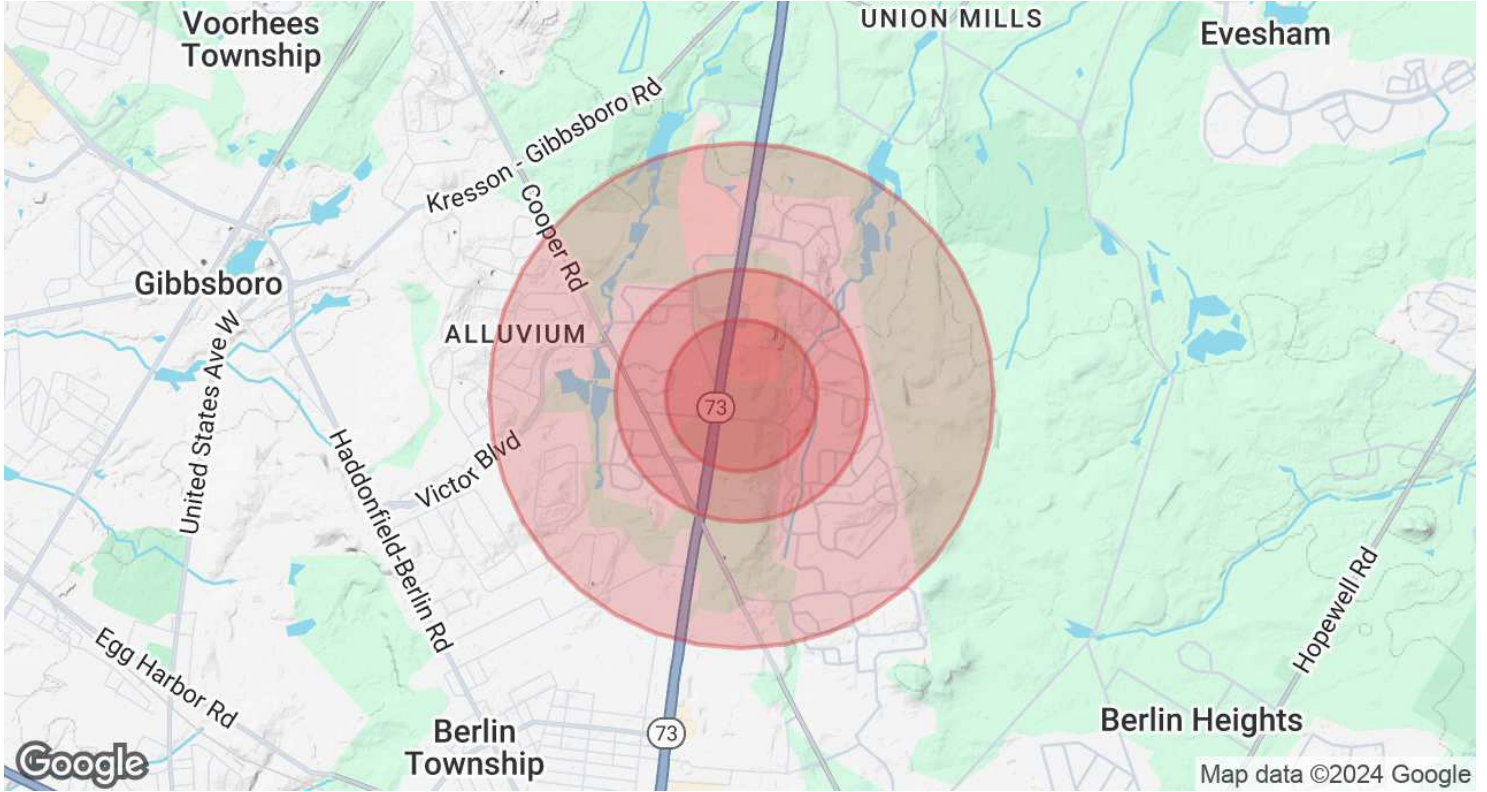 Voorhees
Township
UNION MILLS
Evesham
Kresson - Gibbsboro Rd
Cooper Rd
Gibbsboro
ALLUVIUM
United States Ave W
73
Victor Blvd
Haddonfield-Berlin Rd
Hopewell Rd
Egg Harbor Rd
Berlin
Township
73
Berlin Heights
Google
Map data ©2024 Google